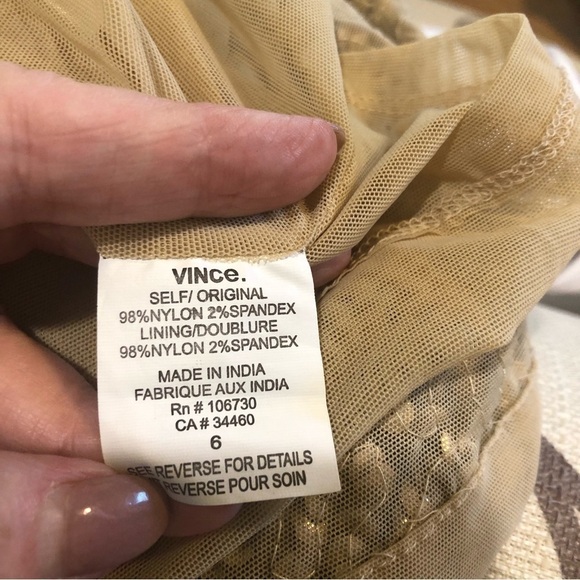 VINce.
SELF/ ORIGINAL
98%NYLON 2%SPANDEX
LINING/DOUBLURE
98%NYLON 2%SPANDEX
MADE IN INDIA
FABRIQUE AUX INDIA
Rn # 106730
CA # 34460
6
SEE REVERSE FOR DETAILS
REVERSE POUR SOIN